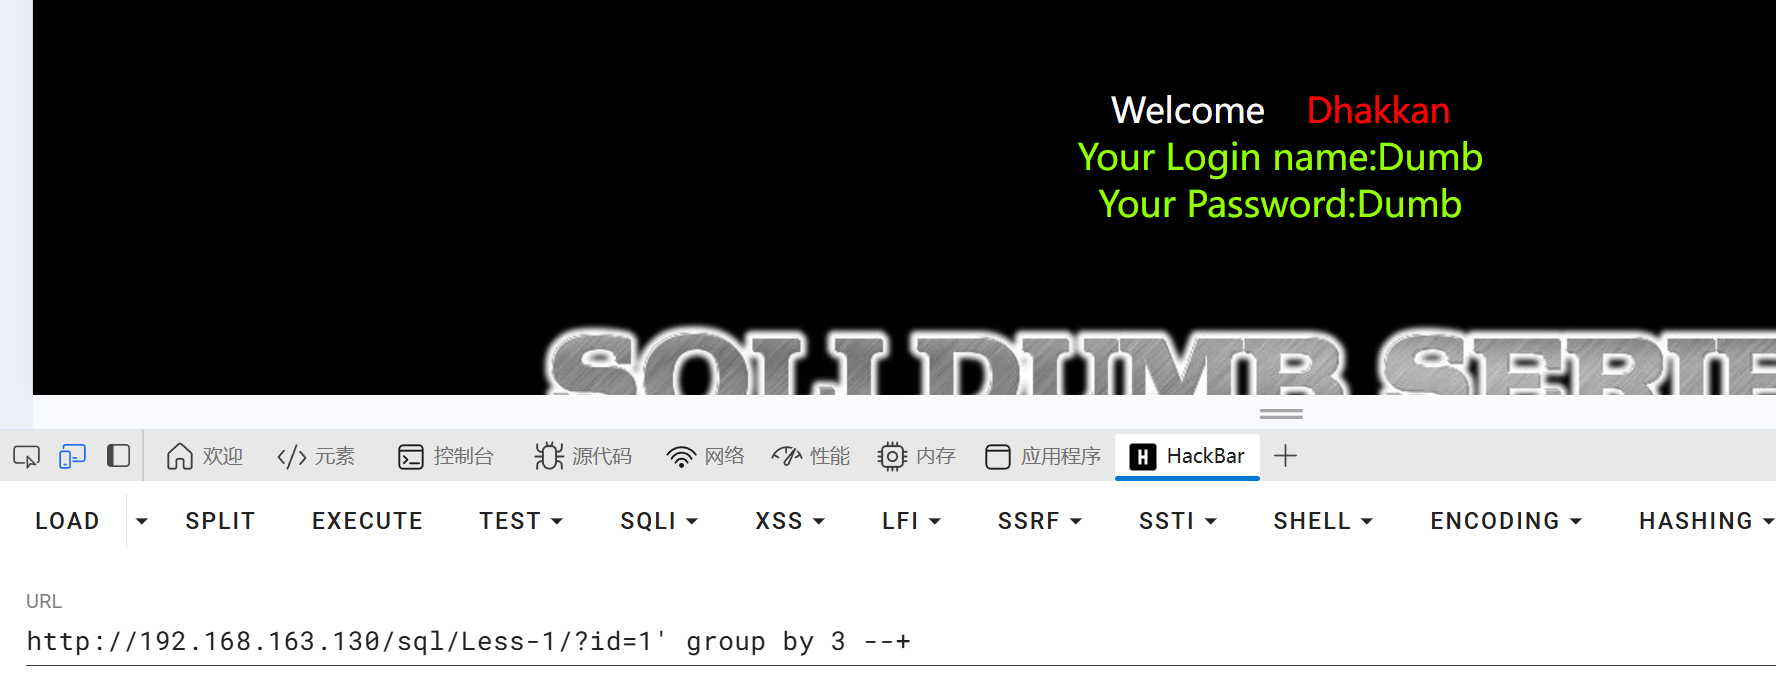 Welcome Dhakkan
Your Login name:Dumb
Your Password:Dumb
SQLI DUMB SERIE
欢迎 元素 控制台 源代码 网络 性能 内存 应用程序 HackBar
LOAD SPLIT EXECUTE TEST SQLI XSS LFI SSRF SSTI SHELL ENCODING HASHING
URL
http://192.168.163.130/sql/Less-1/?id=1' group by 3 --+